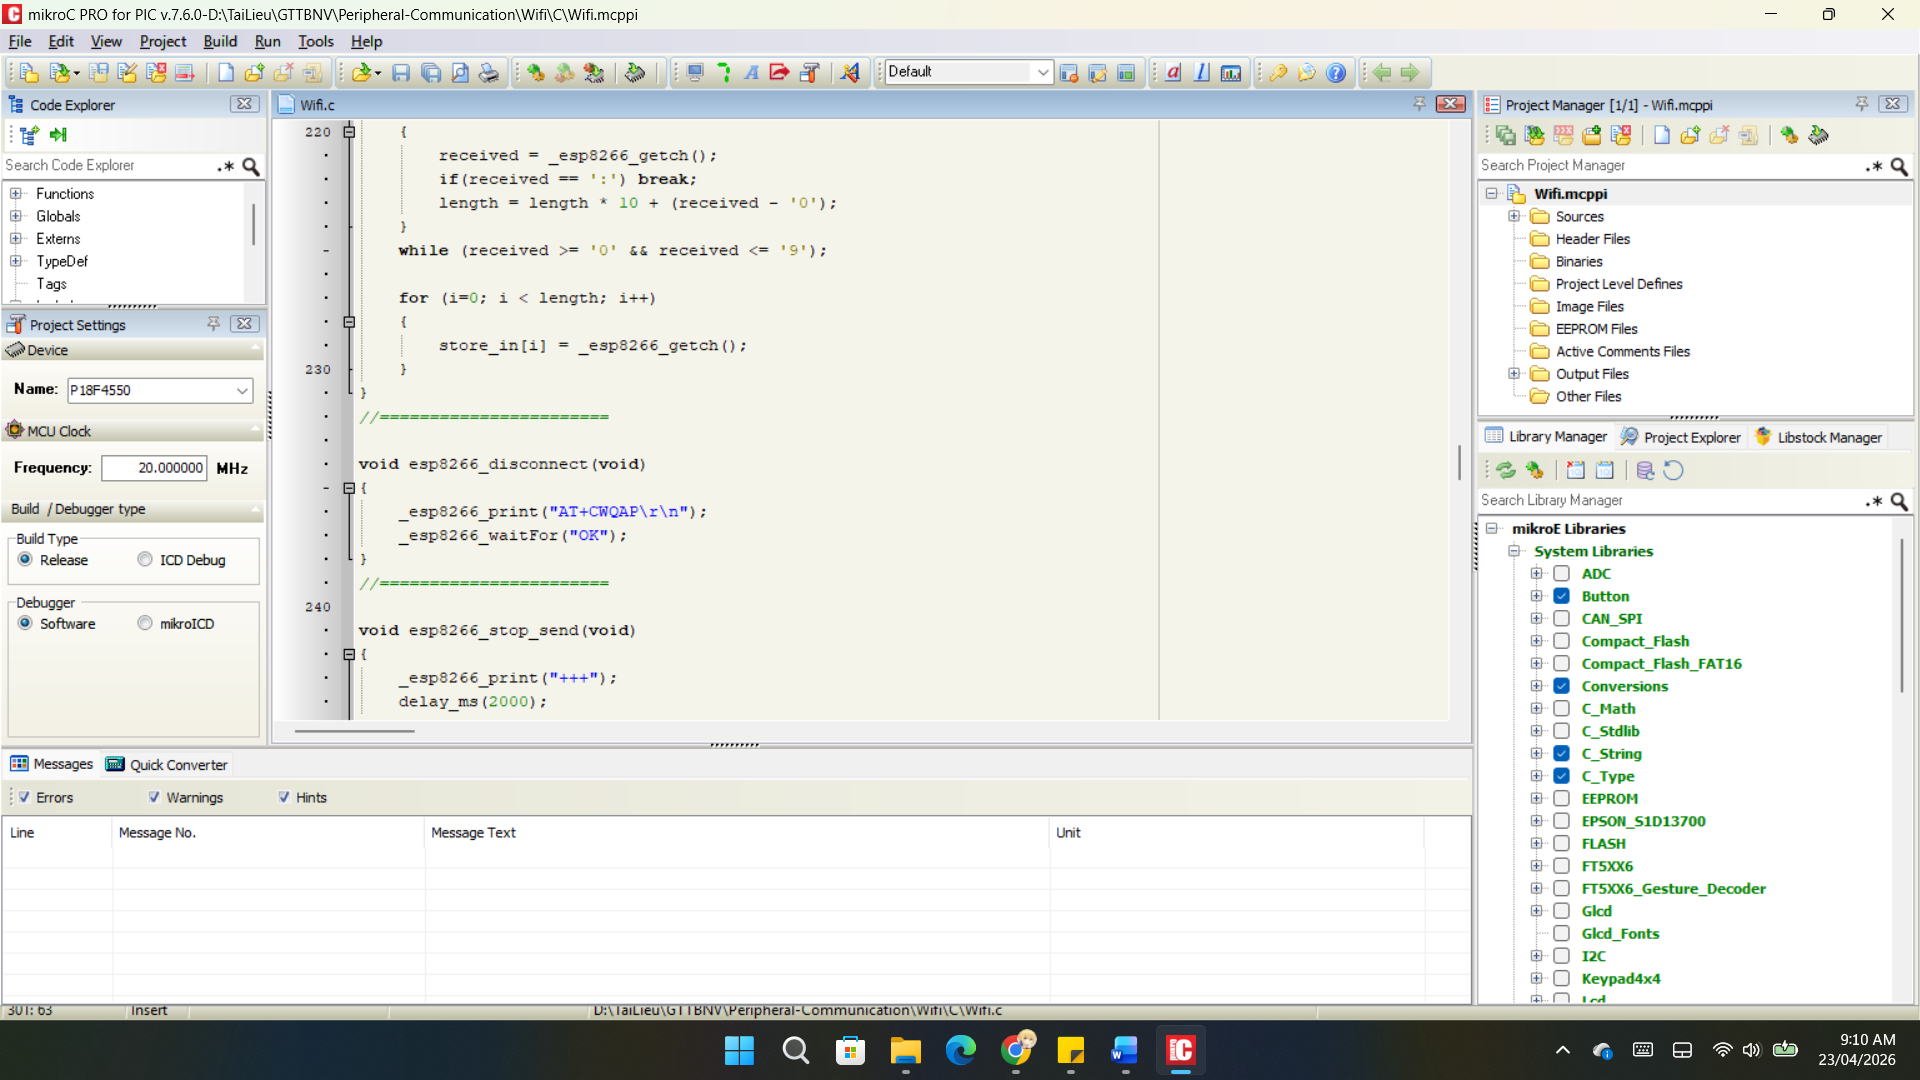 mikroC PRO for PIC v.7.6.0-D:\TaiLieu\GTTBNV\Peripheral-Communication\Wifi\C\Wifi.mcppi
File Edit View Project Build Run Tools Help
Default
Code Explorer
Search Code Explorer
Functions
Globals
Externs
TypeDef
Tags
Project Settings
Device
Name: P18F4550
MCU Clock
Frequency: 20.000000 MHz
Build / Debugger type
Build Type
Release ICD Debug
Debugger
Software mikroICD
Wifi.c
220 {
received = _esp8266_getch();
if(received == ':') break;
length = length * 10 + (received - '0');
}
while (received >= '0' && received <= '9');
for (i=0; i < length; i++)
{
store_in[i] = _esp8266_getch();
230 }
}
//=======================
void esp8266_disconnect(void)
{
_esp8266_print("AT+CWQAP\r\n");
_esp8266_waitFor("OK");
}
//=======================
240
void esp8266_stop_send(void)
{
_esp8266_print("+++");
delay_ms(2000);
Project Manager [1/1] - Wifi.mcppi
Search Project Manager
Wifi.mcppi
Sources
Header Files
Binaries
Project Level Defines
Image Files
EEPROM Files
Active Comments Files
Output Files
Other Files
Library Manager Project Explorer Libstock Manager
Search Library Manager
mikroE Libraries
System Libraries
ADC
Button
CAN_SPI
Compact_Flash
Compact_Flash_FAT16
Conversions
C_Math
C_Stdlib
C_String
C_Type
EEPROM
EPSON_S1D13700
FLASH
FT5XX6
FT5XX6_Gesture_Decoder
Glcd
Glcd_Fonts
I2C
Keypad4x4
Lcd
Messages Quick Converter
Errors Warnings Hints
Line Message No. Message Text Unit
301: 63 Insert D:\TaiLieu\GTTBNV\Peripheral-Communication\Wifi\C\Wifi.c
9:10 AM
23/04/2026